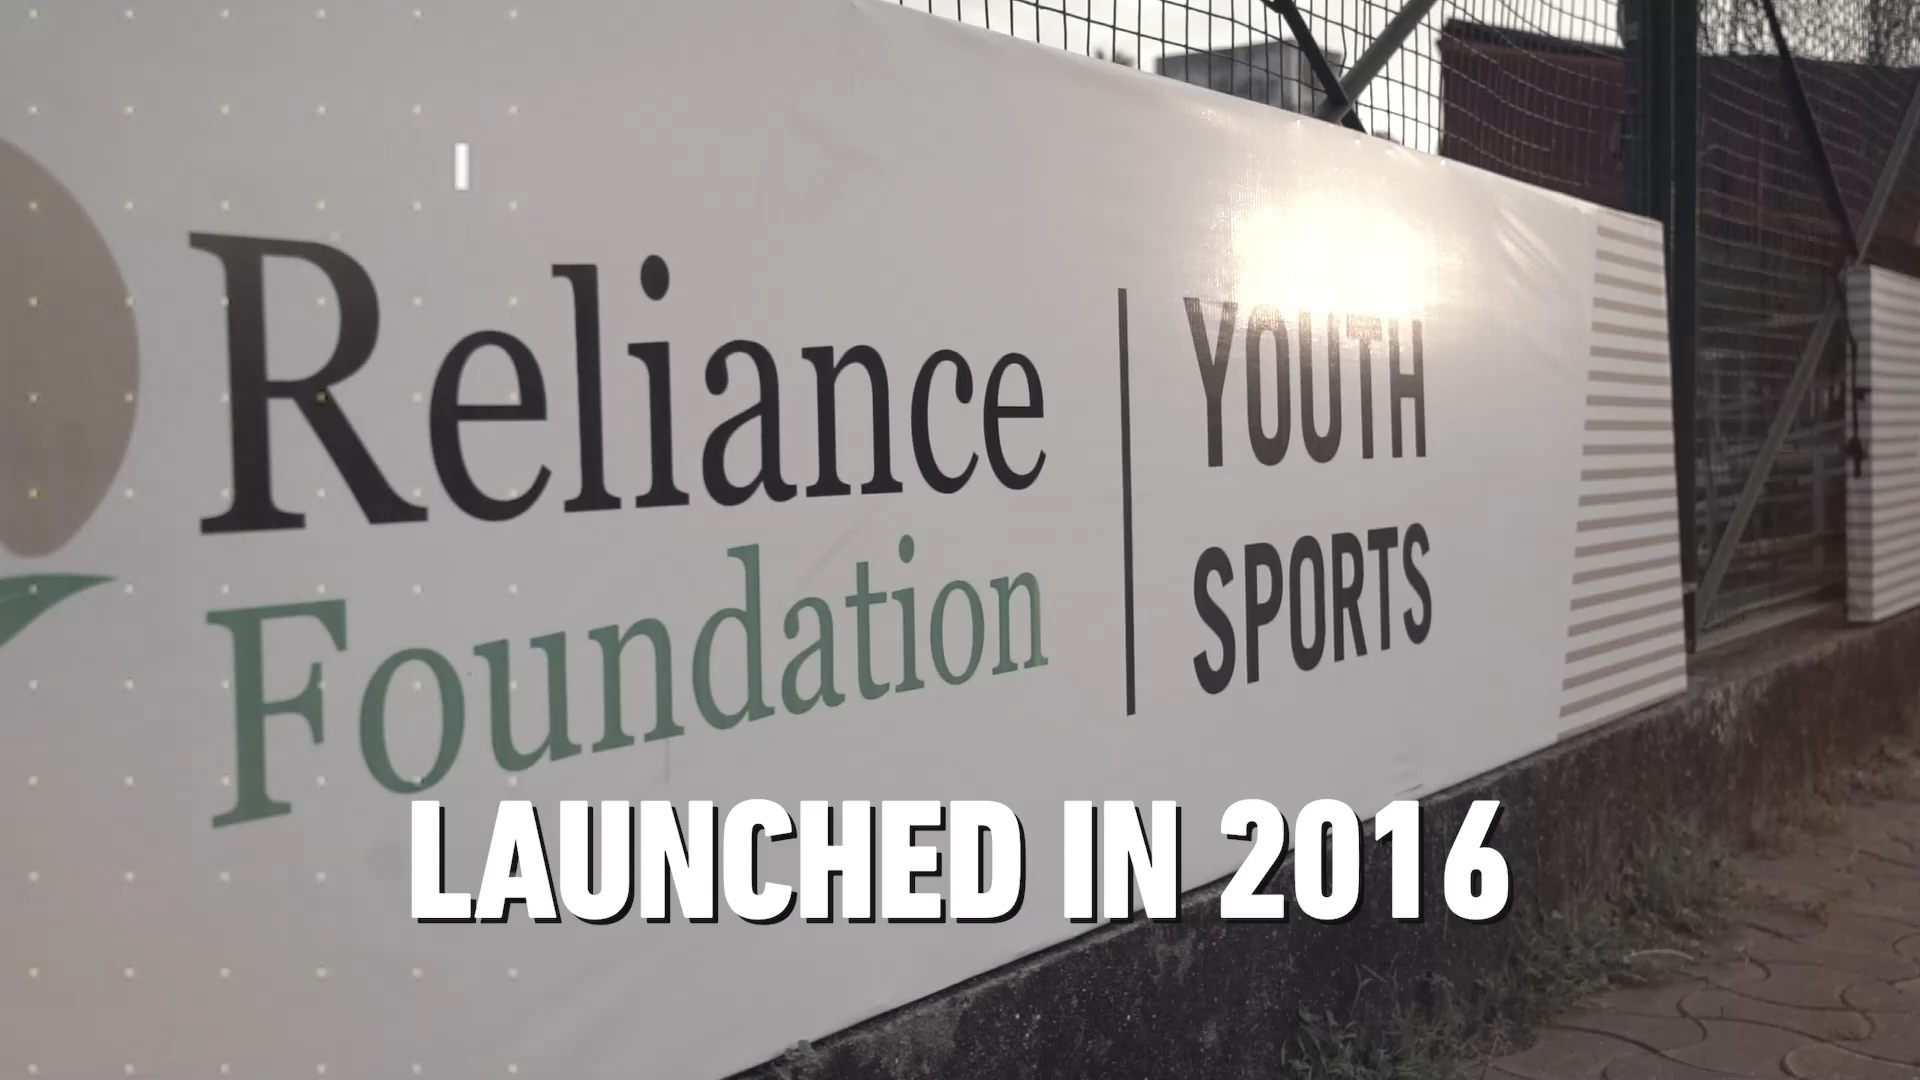 Reliance
Foundation
YOUTH
SPORTS
LAUNCHED IN 2016